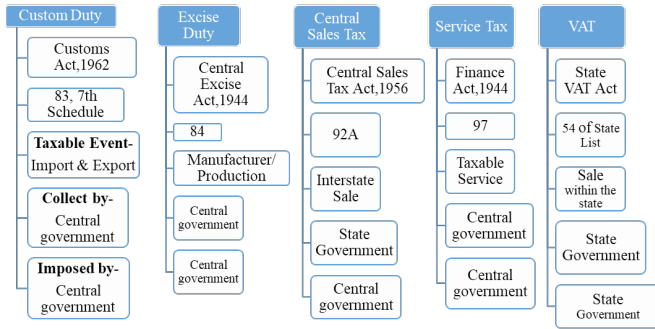 Custom Duty
Customs
Act,1962
83, 7th
Schedule
Taxable Event-
Import & Export
Collect by-
Central
government
Imposed by-
Central
government
Excise
Duty
Central
Excise
Act,1944
84
Manufacturer/
Production
Central
government
Central
government
Central
Sales Tax
Central Sales
Tax Act,1956
92A
Interstate
Sale
State
Government
Central
government
Service Tax
Finance
Act,1944
97
Taxable
Service
Central
government
Central
government
VAT
State
VAT Act
54 of State
List
Sale
within the
state
State
Government
State
Government